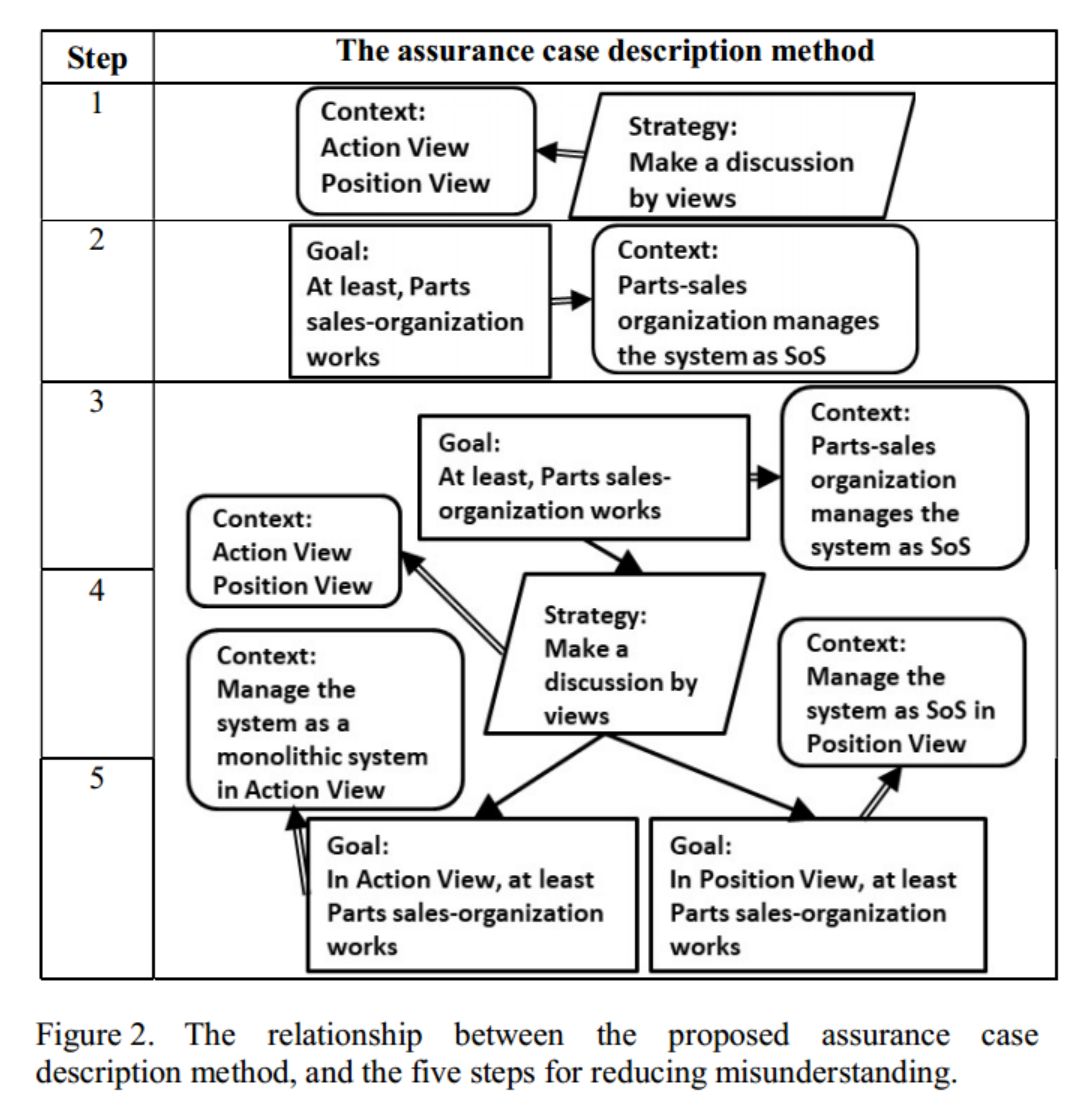 Step
The assurance case description method
1
Context:
Action View
Position View
Strategy:
Make a discussion
by views
2
Goal:
At least, Parts
sales-organization
works
Context:
Parts-sales
organization manages
the system as SoS
3
Goal:
At least, Parts sales-
organization works
Context:
Parts-sales
organization
manages the
system as SoS
Context:
Action View
Position View
4
Strategy:
Make a
discussion by
views
Context:
Manage the
system as a
monolithic system
in Action View
Context:
Manage the
system as SoS in
Position View
5
Goal:
In Action View, at least
Parts sales-organization
works
Goal:
In Position View, at least
Parts sales-organization
works
Figure 2. The relationship between the proposed assurance case
description method, and the five steps for reducing misunderstanding.